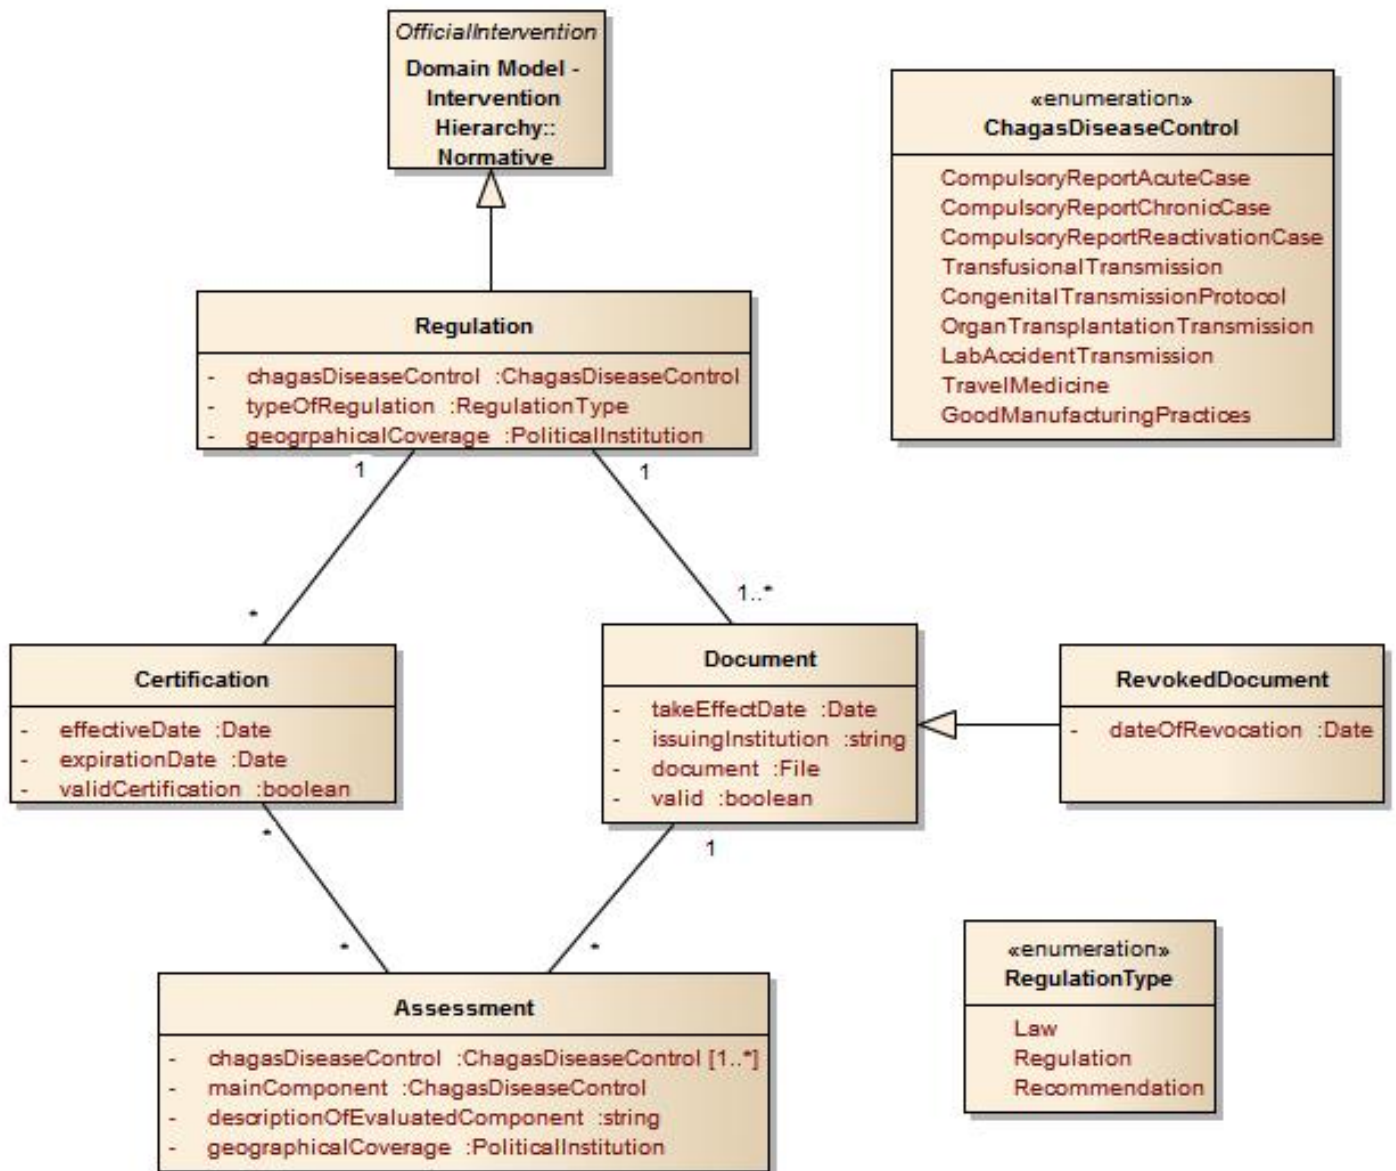 OfficialIntervention
Domain Model -
Intervention
Hierarchy::
Normative
«enumeration»
ChagasDiseaseControl
CompulsoryReportAcuteCase
CompulsoryReportChronicCase
CompulsoryReportReactivationCase
TransfusionalTransmission
CongenitalTransmissionProtocol
OrganTransplantationTransmission
LabAccidentTransmission
TravelMedicine
GoodManufacturingPractices
Regulation
- chagasDiseaseControl :ChagasDiseaseControl
- typeOfRegulation :RegulationType
- geogrpahicalCoverage :PoliticalInstitution
1
1
*
1..*
Certification
- effectiveDate :Date
- expirationDate :Date
- validCertification :boolean
Document
- takeEffectDate :Date
- issuingInstitution :string
- document :File
- valid :boolean
RevokedDocument
- dateOfRevocation :Date
*
1
*
*
Assessment
- chagasDiseaseControl :ChagasDiseaseControl [1..*]
- mainComponent :ChagasDiseaseControl
- descriptionOfEvaluatedComponent :string
- geographicalCoverage :PoliticalInstitution
«enumeration»
RegulationType
Law
Regulation
Recommendation